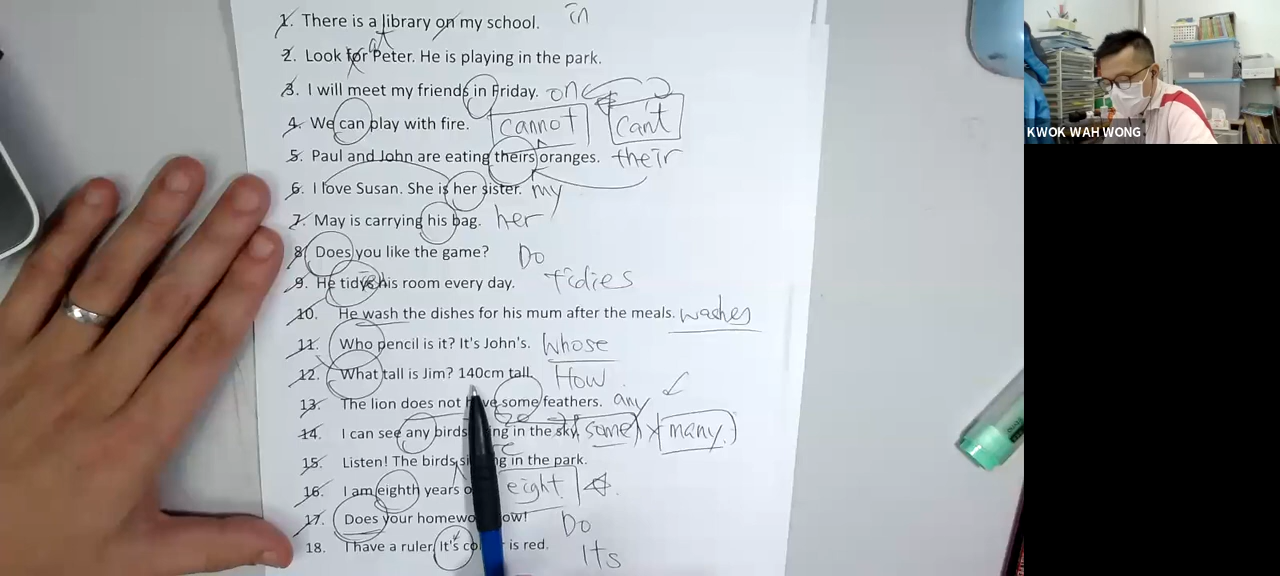 1. There is a library on my school. in
at
2. Look for Peter. He is playing in the park.
3. I will meet my friends in Friday. on
4. We can play with fire. cannot can't
5. Paul and John are eating theirs oranges. their
6. I love Susan. She is her sister. my
7. May is carrying his bag. her
8. Does you like the game? Do
9. He tidys his room every day. tidies
10. He wash the dishes for his mum after the meals. washes
11. Who pencil is it? It's John's. Whose
12. What tall is Jim? 140cm tall. How
13. The lion does not have some feathers. any
14. I can see any birds in the sky. some many
15. Listen! The birds singing in the park.
16. I am eighth years eight
17. Does your homework now! Do
18. I have a ruler. It's is red. Its
KWOK WAH WONG